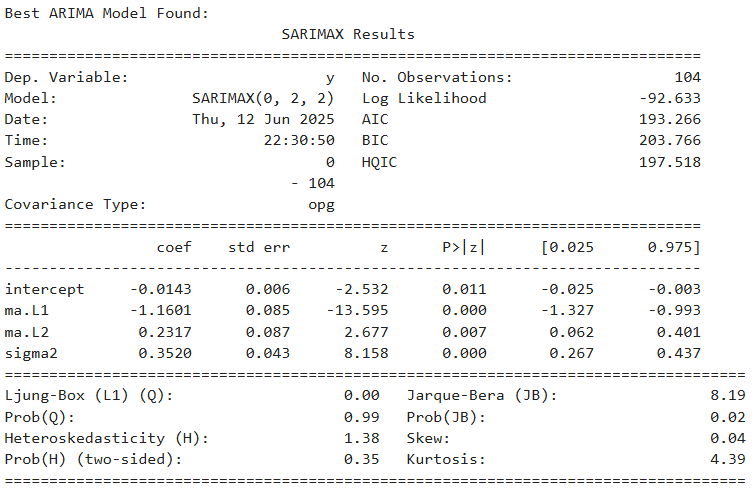 Best ARIMA Model Found:
                               SARIMAX Results
==============================================================================
Dep. Variable:                      y   No. Observations:                  104
Model:               SARIMAX(0, 2, 2)   Log Likelihood                 -92.633
Date:                Thu, 12 Jun 2025   AIC                            193.266
Time:                        22:30:50   BIC                            203.766
Sample:                             0   HQIC                           197.518
                                - 104
Covariance Type:                  opg
==============================================================================
                 coef    std err          z      P>|z|      [0.025      0.975]
------------------------------------------------------------------------------
intercept     -0.0143      0.006     -2.532      0.011      -0.025      -0.003
ma.L1         -1.1601      0.085    -13.595      0.000      -1.327      -0.993
ma.L2          0.2317      0.087      2.677      0.007       0.062       0.401
sigma2         0.3520      0.043      8.158      0.000       0.267       0.437
===================================================================================
Ljung-Box (L1) (Q):                   0.00   Jarque-Bera (JB):                 8.19
Prob(Q):                              0.99   Prob(JB):                         0.02
Heteroskedasticity (H):               1.38   Skew:                             0.04
Prob(H) (two-sided):                  0.35   Kurtosis:                         4.39
===================================================================================